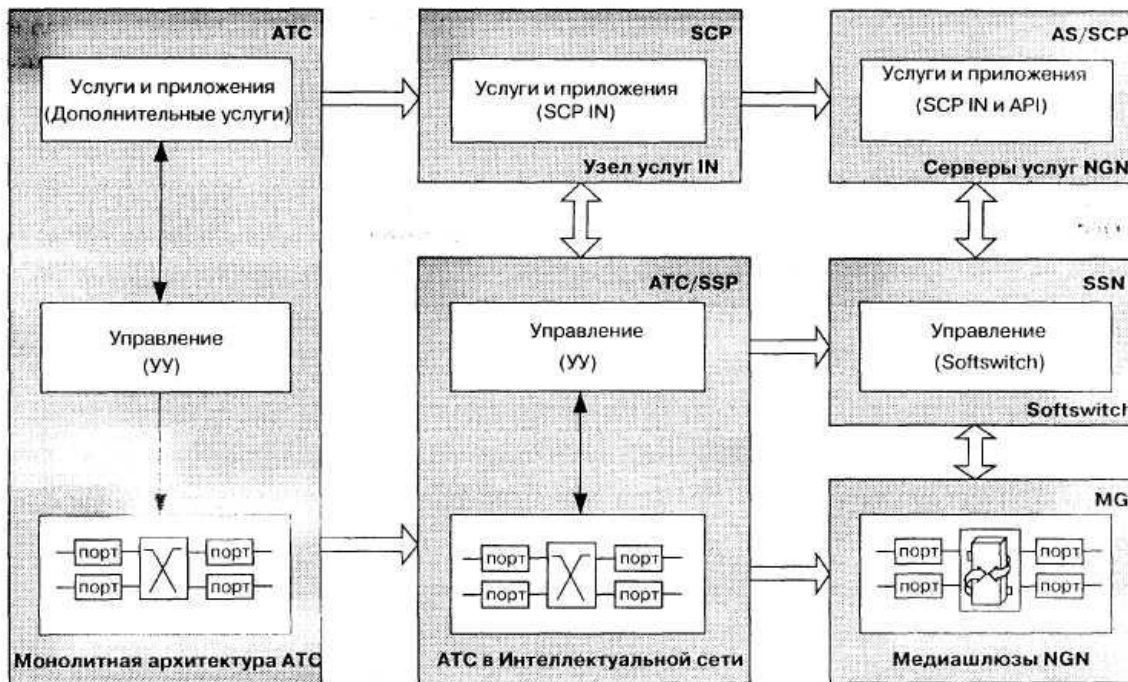 АТС
Услуги и приложения
(Дополнительные услуги)
Управление
(УУ)
порт
порт
порт
порт
Монолитная архитектура АТС
SCP
Услуги и приложения
(SCP IN)
Узел услуг IN
АТС/SSP
Управление
(УУ)
порт
порт
порт
порт
АТС в Интеллектуальной сети
AS/SCP
Услуги и приложения
(SCP IN и API)
Серверы услуг NGN
SSN
Управление
(Softswitch)
Softswitch
MG
порт
порт
порт
порт
Медиашлюзы NGN